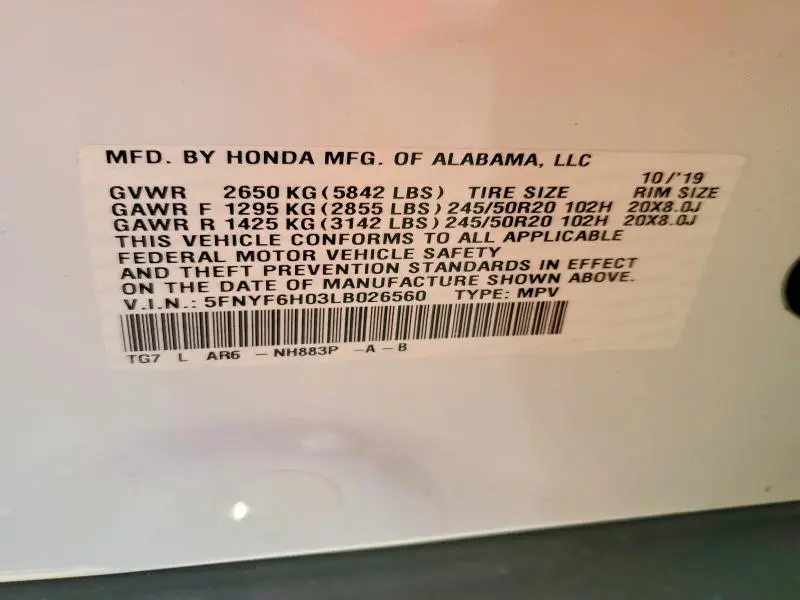 MFD. BY HONDA MFG. OF ALABAMA, LLC
10/'19
GVWR 2650 KG (5842 LBS) TIRE SIZE RIM SIZE
GAWR F 1295 KG (2855 LBS) 245/50R20 102H 20X8.0J
GAWR R 1425 KG (3142 LBS) 245/50R20 102H 20X8.0J
THIS VEHICLE CONFORMS TO ALL APPLICABLE
FEDERAL MOTOR VEHICLE SAFETY
AND THEFT PREVENTION STANDARDS IN EFFECT
ON THE DATE OF MANUFACTURE SHOWN ABOVE.
V.I.N.: 5FNYF6H03LB026560 TYPE: MPV
TG7 L AR6 - NH883P -A - B